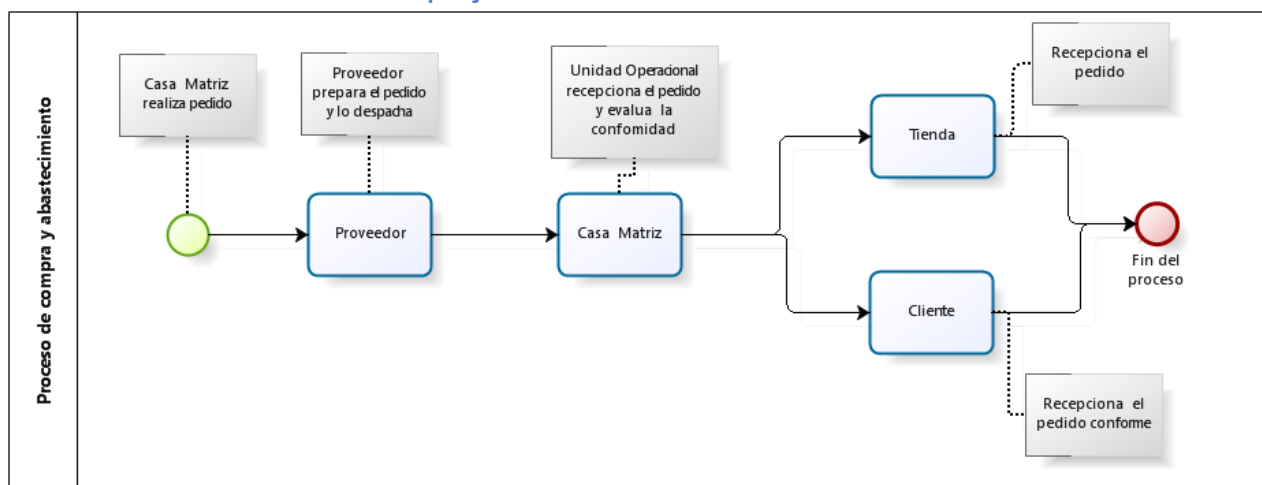 Proceso de compra y abastecimiento
Casa Matriz
realiza pedido
Proveedor
prepara el pedido
y lo despacha
Unidad Operacional
recepciona el pedido
y evalua la
confomidad
Recepciona el
pedido
Tienda
Proveedor
Casa Matriz
Fin del
proceso
Cliente
Recepciona el
pedido conforme